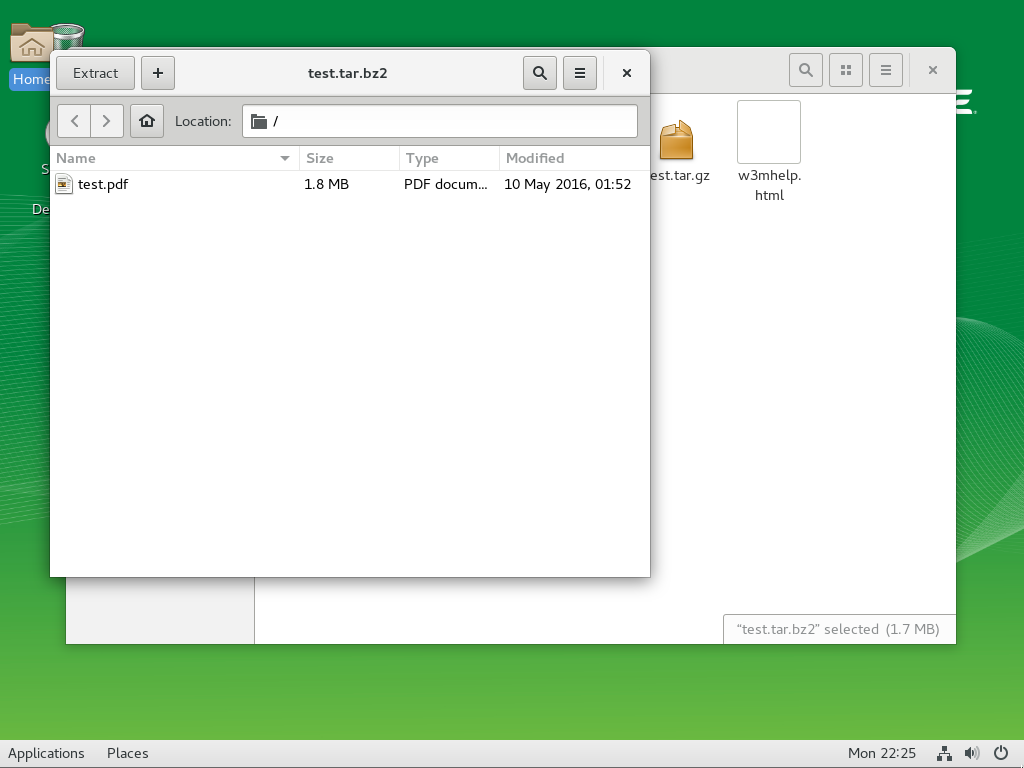 Home
Extract
+
test.tar.bz2
Location:
/
Name
Size
Type
Modified
test.pdf
1.8 MB
PDF docum...
10 May 2016, 01:52
est.tar.gz
w3mhelp.
html
S
De
“test.tar.bz2” selected (1.7 MB)
Applications
Places
Mon 22:25